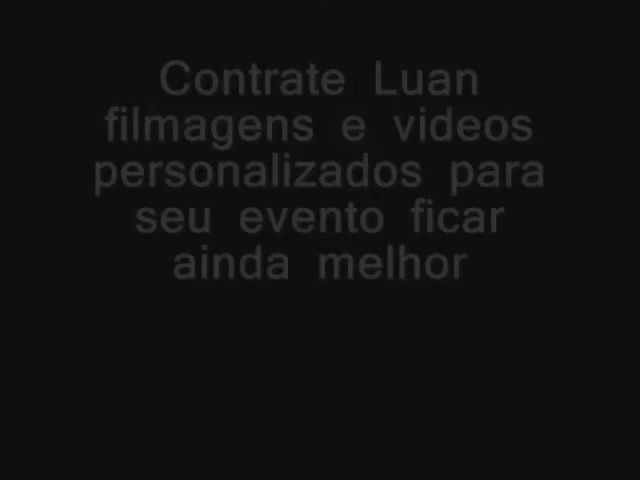 Contrate Luan
filmagens e videos
personalizados para
seu evento ficar
ainda melhor